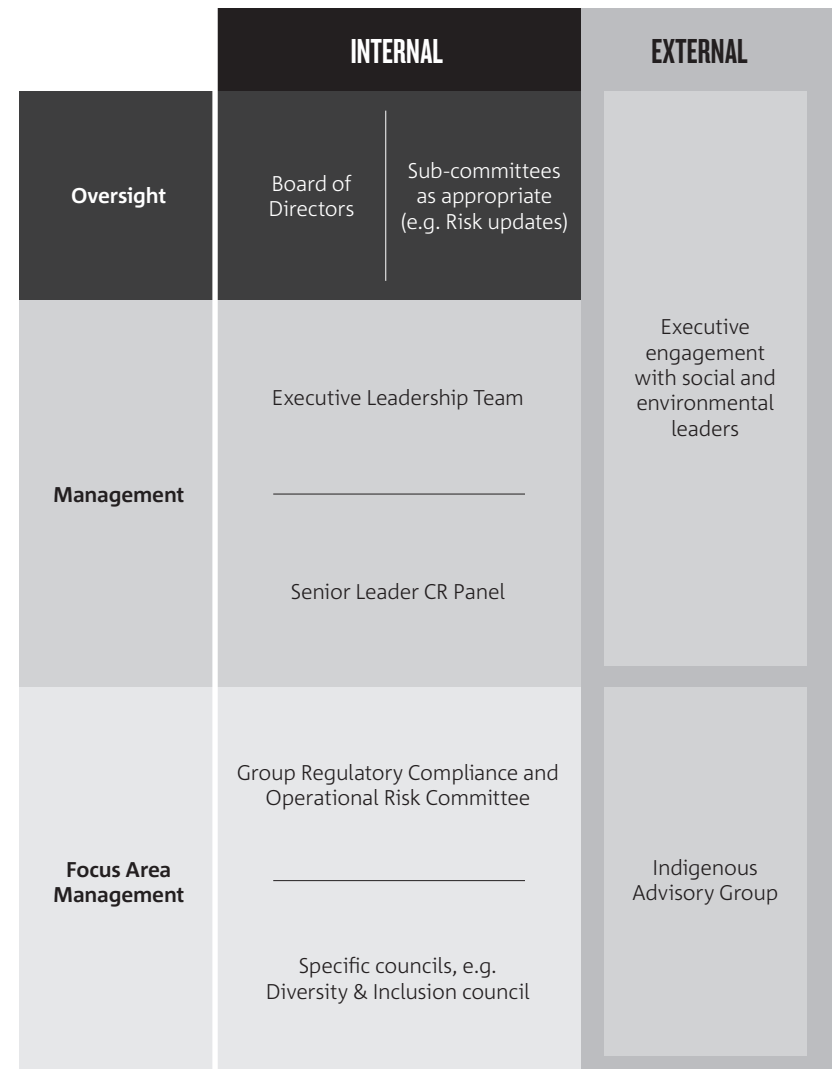 INTERNAL
EXTERNAL
Oversight
Board of
Directors
Sub-committees
as appropriate
(e.g. Risk updates)
Executive
engagement
with social and
environmental
leaders
Management
Executive Leadership Team
Senior Leader CR Panel
Focus Area
Management
Group Regulatory Compliance and
Operational Risk Committee
Specific councils, e.g.
Diversity & Inclusion council
Indigenous
Advisory Group